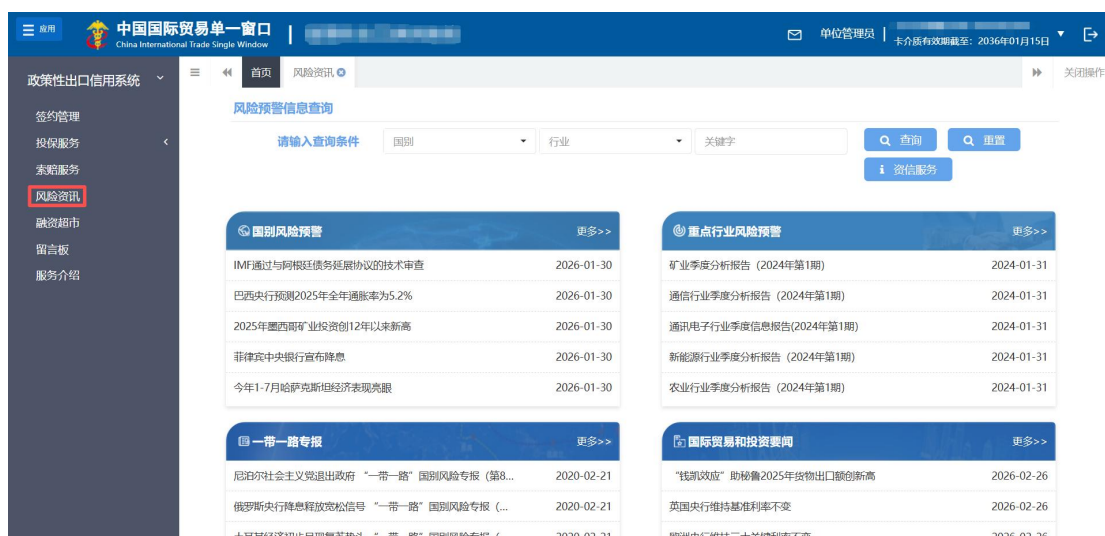 应用
中国国际贸易单一窗口
China International Trade Single Window
单位管理员
卡介质有效期截至：2036年01月15日
政策性出口信用系统
签约管理
投保服务
索赔服务
风险资讯
融资超市
留言板
服务介绍
首页
风险资讯
关闭操作
风险预警信息查询
请输入查询条件
国别
行业
关键字
查询
重置
资信服务
国别风险预警 更多>>
IMF通过与阿根廷债务延展协议的技术审查 2026-01-30
巴西央行预测2025年全年通胀率为5.2% 2026-01-30
2025年墨西哥矿业投资创12年以来新高 2026-01-30
菲律宾中央银行宣布降息 2026-01-30
今年1-7月哈萨克斯坦经济表现亮眼 2026-01-30
重点行业风险预警 更多>>
矿业季度分析报告（2024年第1期） 2024-01-31
通信行业季度分析报告（2024年第1期） 2024-01-31
通讯电子行业季度信息报告(2024年第1期) 2024-01-31
新能源行业季度分析报告（2024年第1期） 2024-01-31
农业行业季度分析报告（2024年第1期） 2024-01-31
一带一路专报 更多>>
尼泊尔社会主义党退出政府 “一带一路”国别风险专报（第8... 2020-02-21
俄罗斯央行降息释放宽松信号 “一带一路”国别风险专报（... 2020-02-21
国际贸易和投资要闻 更多>>
“钱凯效应”助秘鲁2025年货物出口额创新高 2026-02-26
英国央行维持基准利率不变 2026-02-26